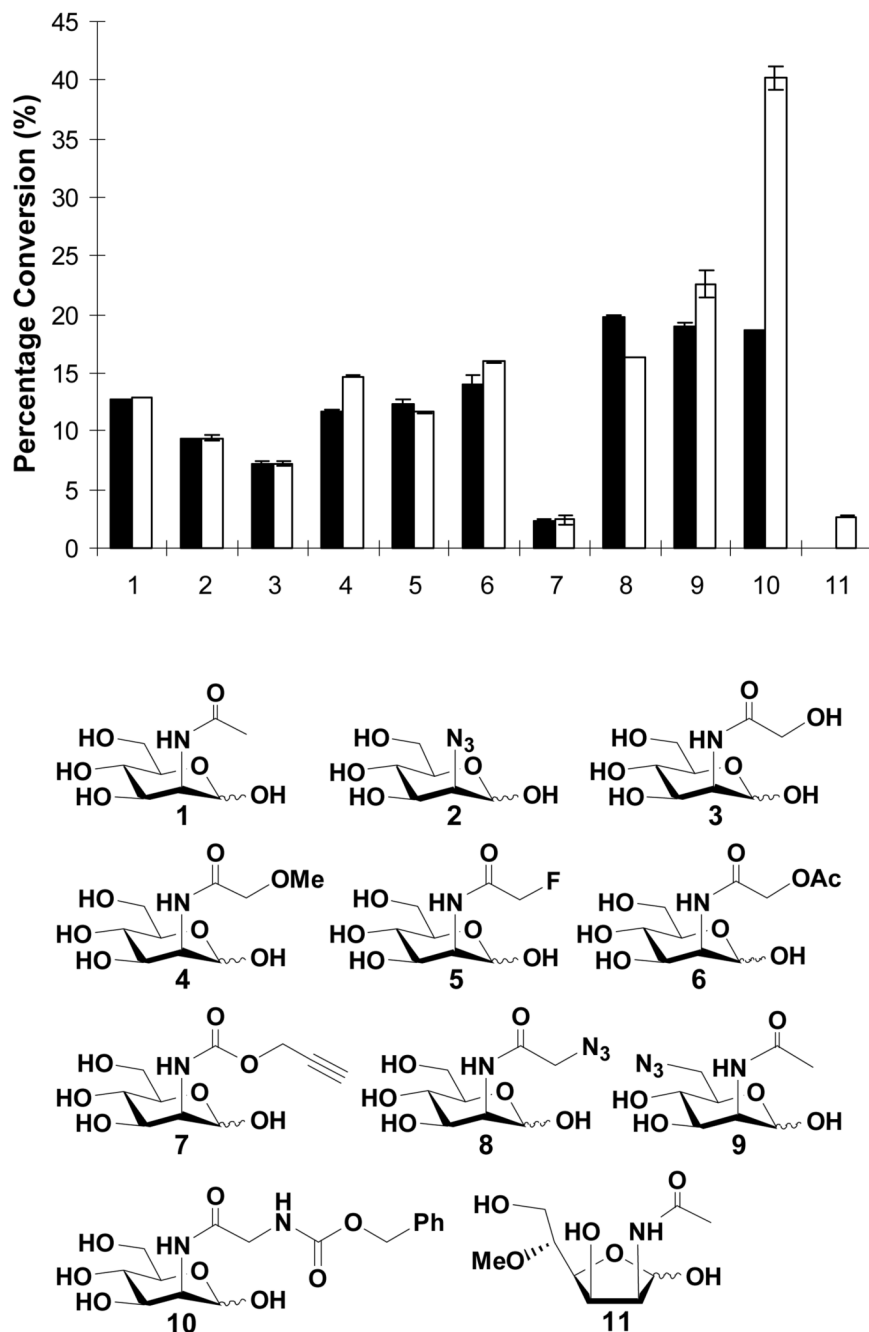 Percentage Conversion (%)
45
40
35
30
25
20
15
10
5
0
1 2 3 4 5 6 7 8 9 10 11
O
HO HN
HO O
HO OH
1
HO N3
HO O
HO OH
2
O OH
HO HN
HO O
HO OH
3
O OMe
HO HN
HO O
HO OH
4
O F
HO HN
HO O
HO OH
5
O OAc
HO HN
HO O
HO OH
6
O
HO HN O
HO O
HO OH
7
O N3
HO HN
HO O
HO OH
8
O
N3 HN
HO O
HO OH
9
O H
N O Ph
HO HN O
HO O
HO OH
10
O
HO
HO NH
MeO O
OH
11